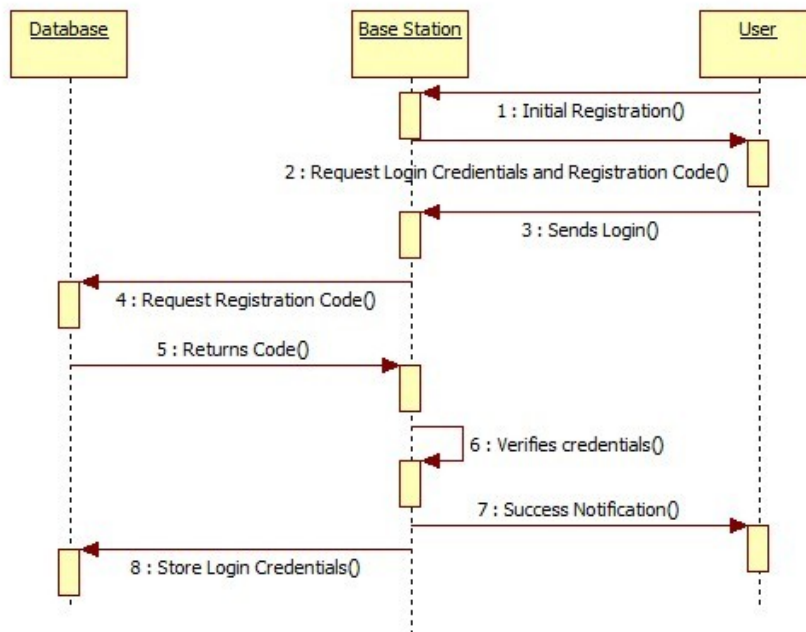 Database
Base Station
User
1 : Initial Registration()
2 : Request Login Credientials and Registration Code()
3 : Sends Login()
4 : Request Registration Code()
5 : Returns Code()
6 : Verifies credentials()
7 : Success Notification()
8 : Store Login Credentials()